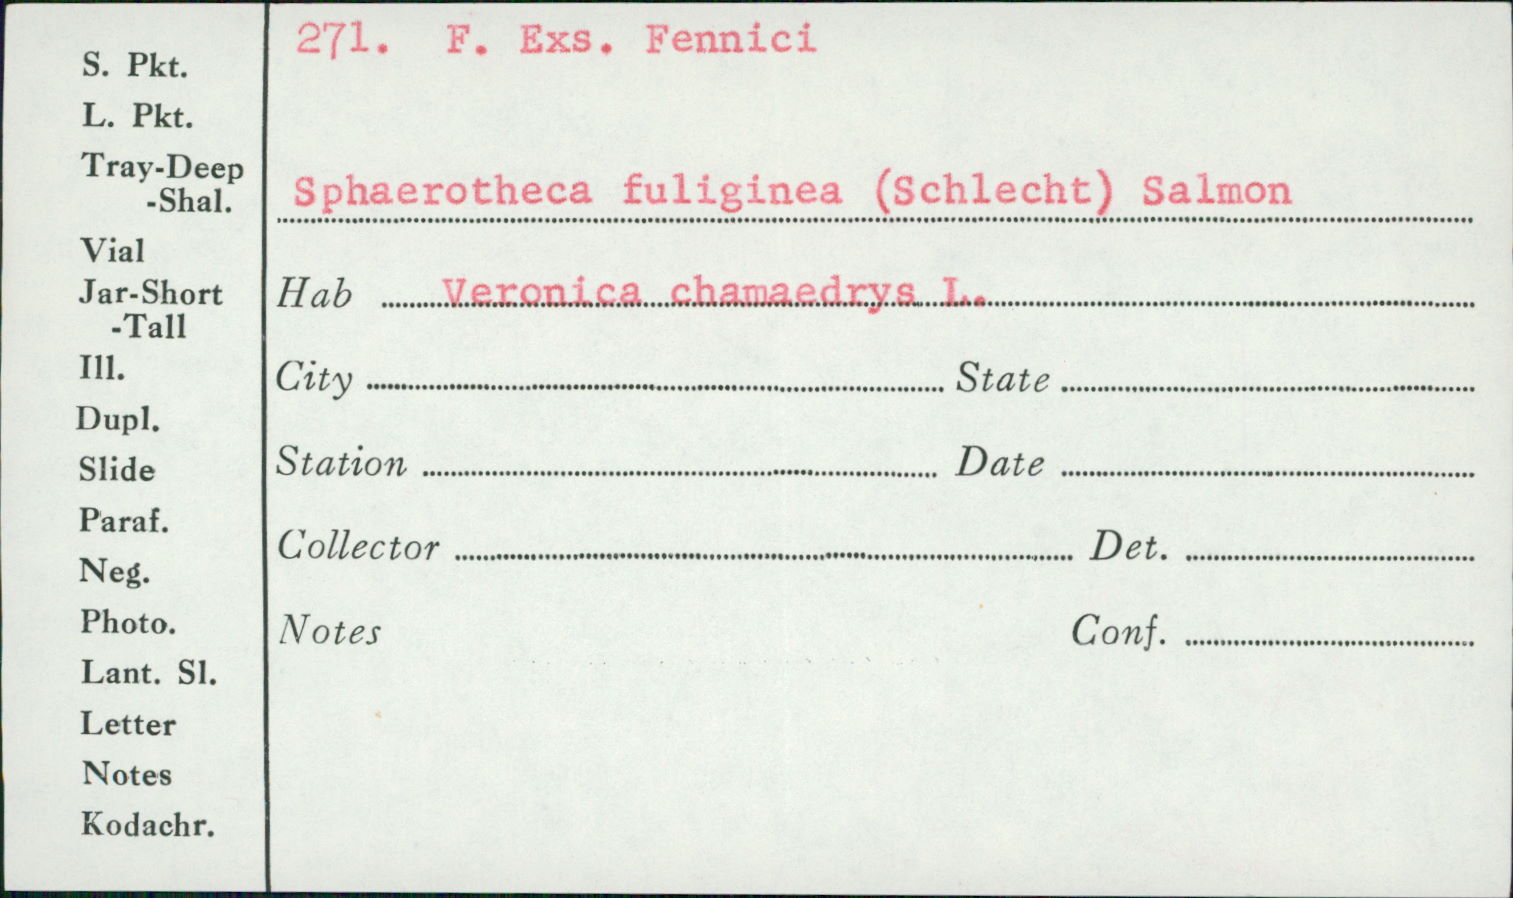 271. F. Exs. Fennici
Sphaerotheca fuliginea (Schlecht) Salmon
Hab Veronica chamaedrys L.
City State
Station Date
Collector Det.
Notes Conf.
S. Pkt.
L. Pkt.
Tray-Deep
-Shal.
Vial
Jar-Short
-Tall
Ill.
Dupl.
Slide
Paraf.
Neg.
Photo.
Lant. Sl.
Letter
Notes
Kodachr.